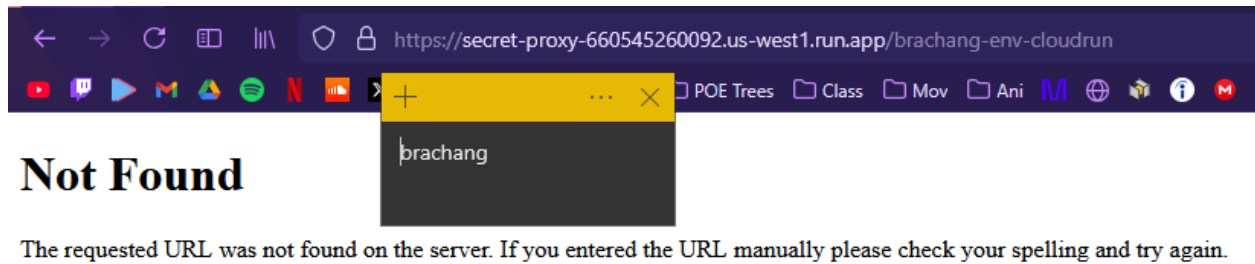 https://secret-proxy-660545260092.us-west1.run.app/brachang-env-cloudrun
POE Trees Class Mov Ani
brachang
Not Found
The requested URL was not found on the server. If you entered the URL manually please check your spelling and try again.